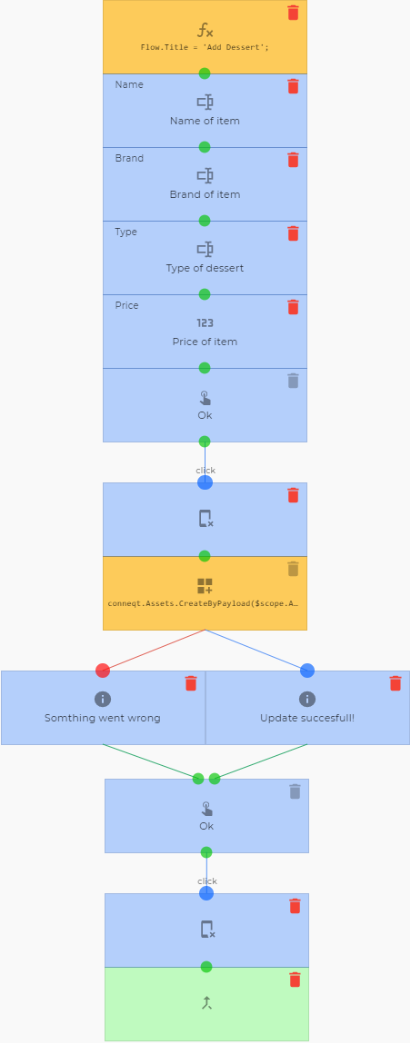 Flow.Title = 'Add Dessert';
Name
Name of item
Brand
Brand of item
Type
Type of dessert
Price
123
Price of item
Ok
click
conneqt.Assets.CreateByPayload($scope.A…
Somthing went wrong
Update succesfull!
Ok
click